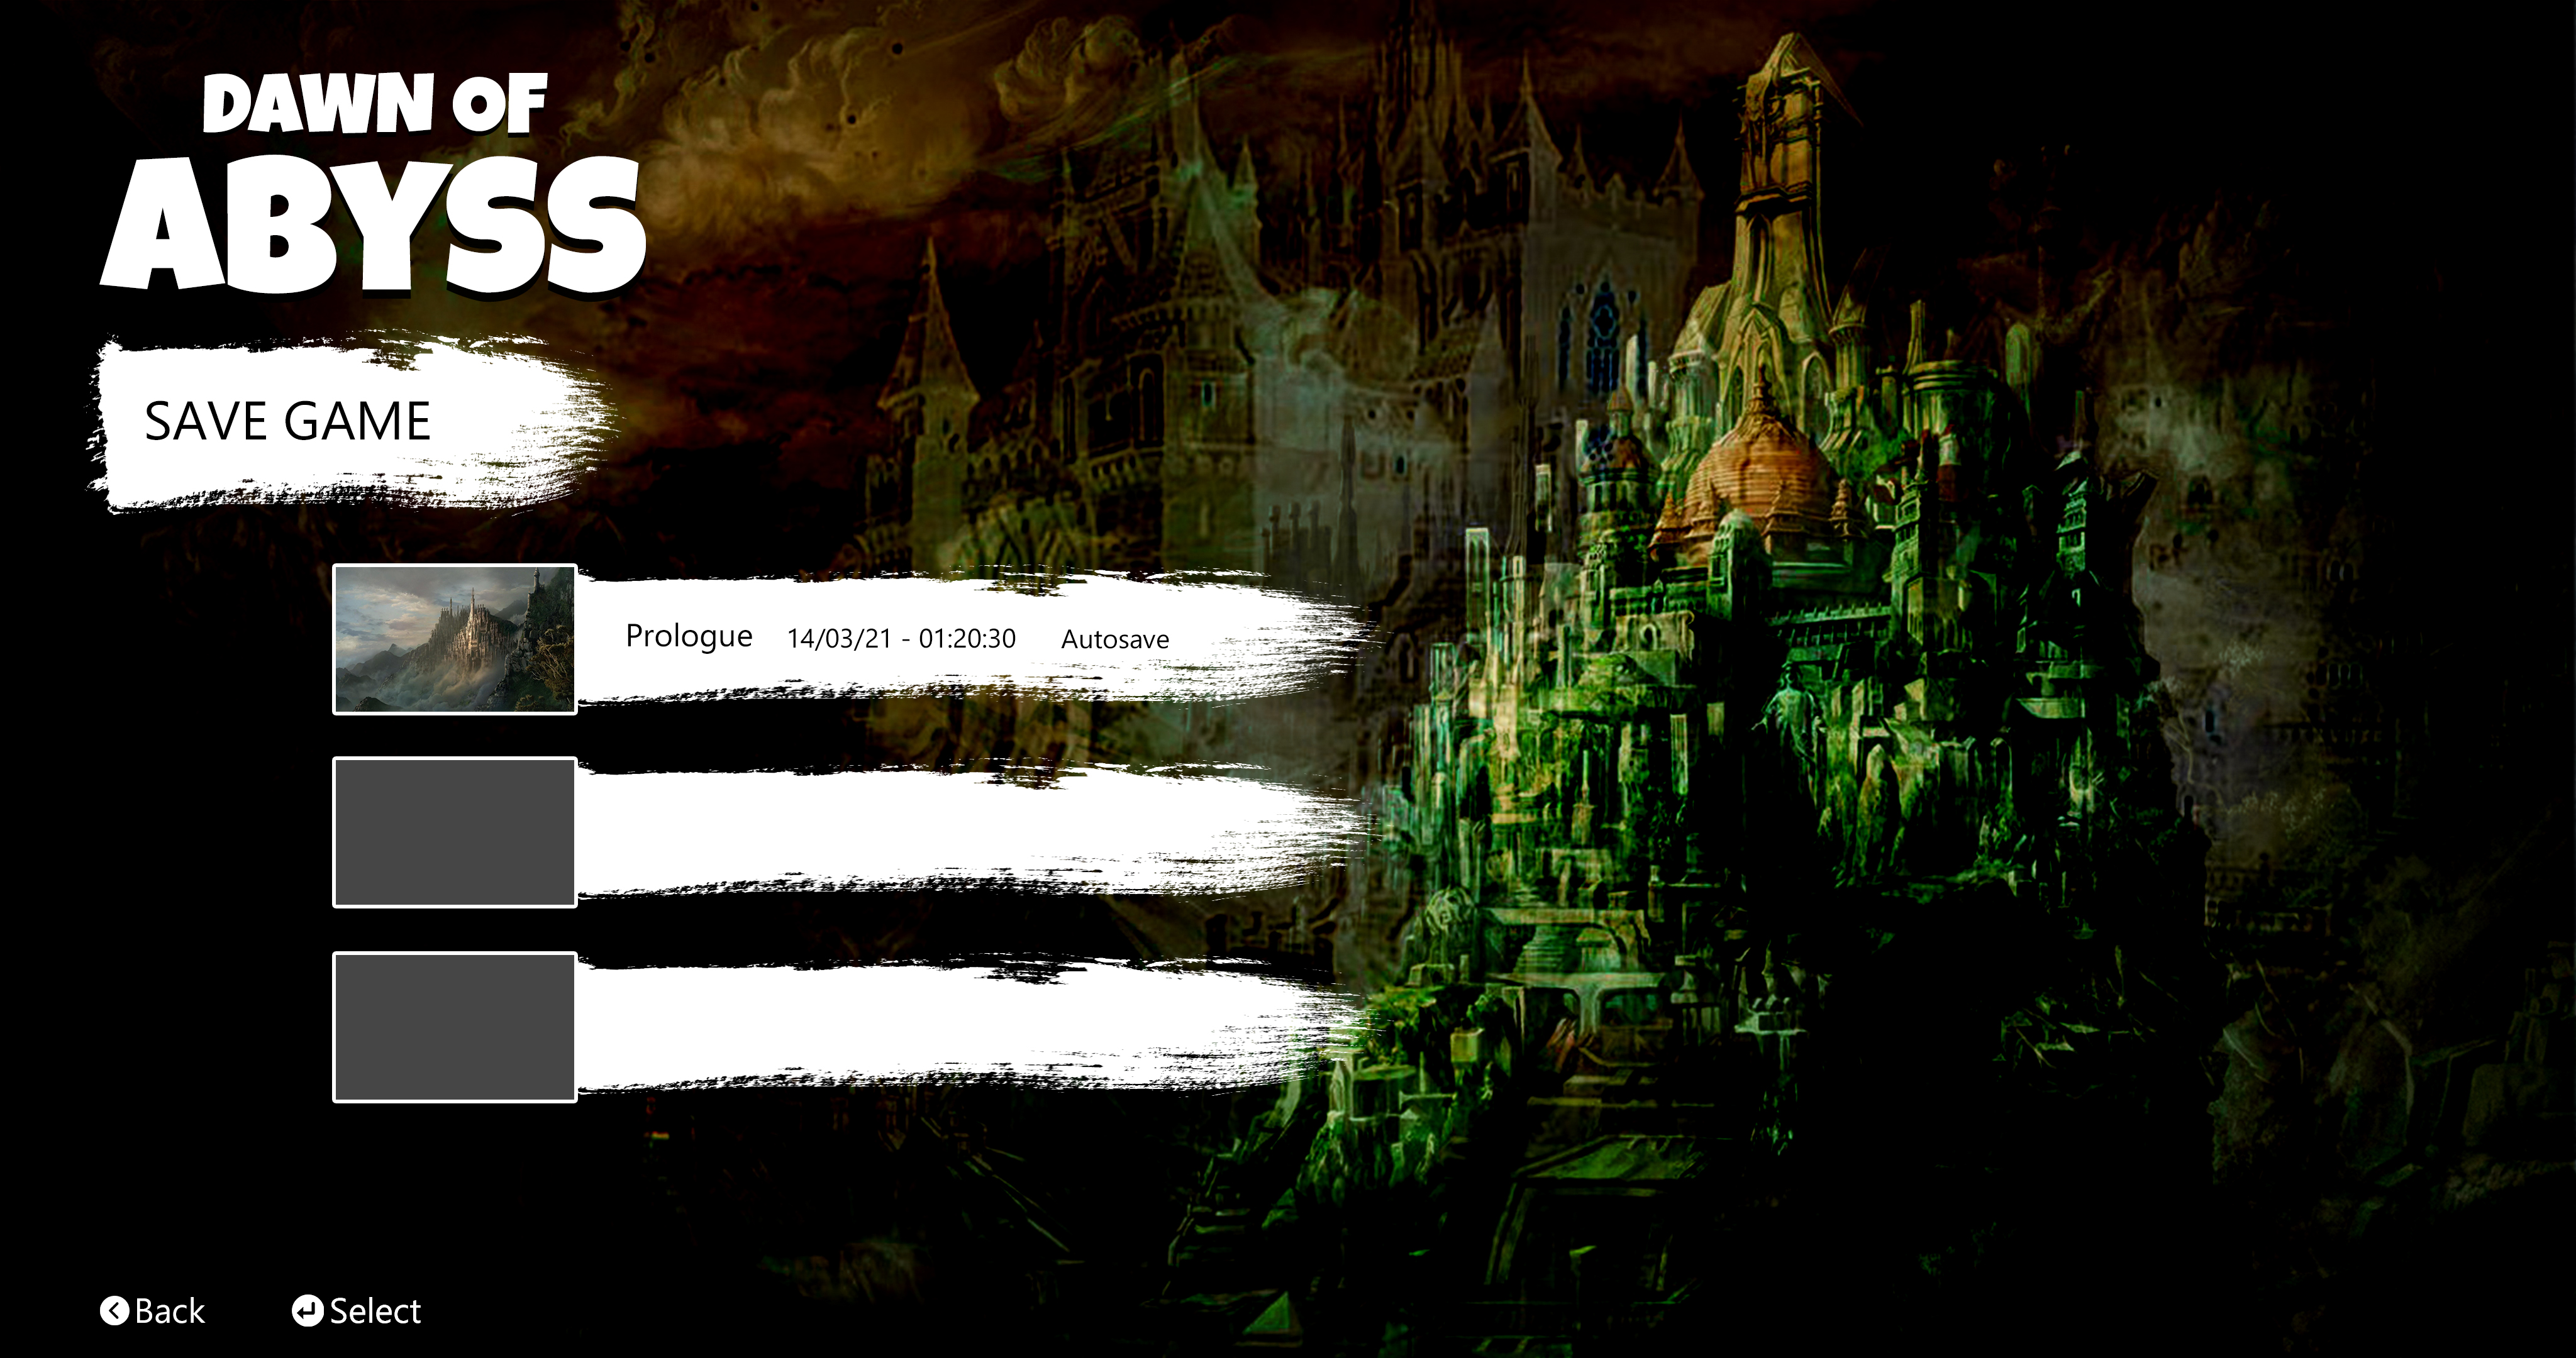 DAWN OF
ABYSS
SAVE GAME
Prologue 14/03/21 - 01:20:30 Autosave
Back Select